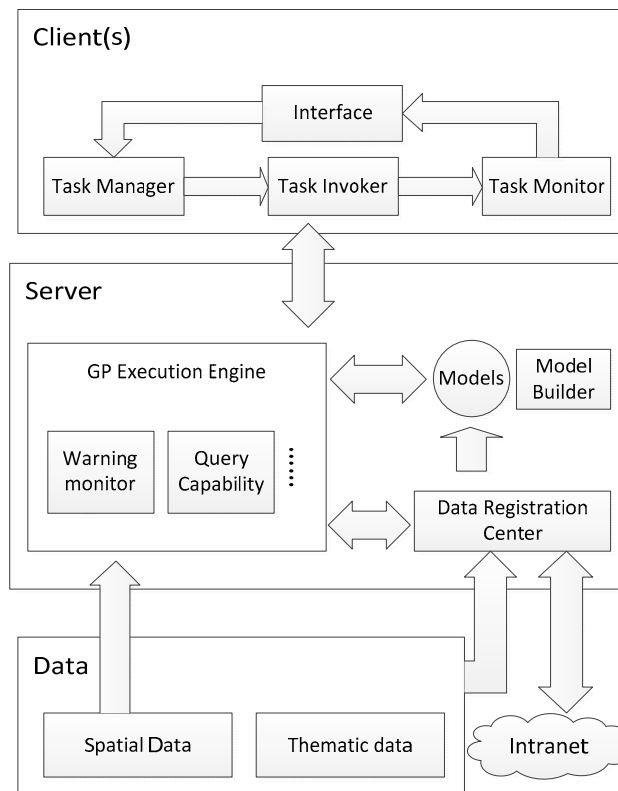 Client(s)
Interface
Task Manager
Task Invoker
Task Monitor
Server
GP Execution Engine
Models
Model
Builder
Warning
monitor
Query
Capability
Data Registration
Center
Data
Spatial Data
Thematic data
Intranet